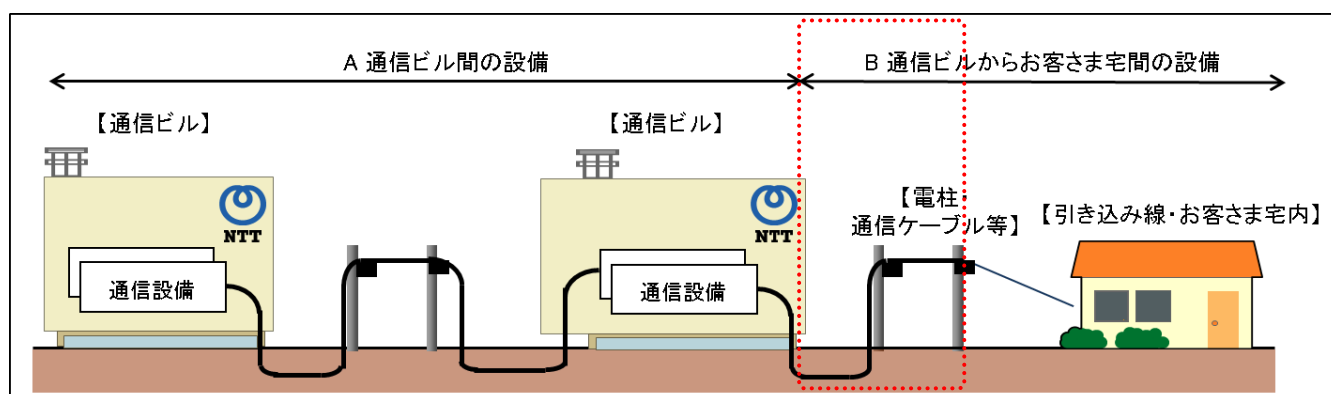 A 通信ビル間の設備
B 通信ビルからお客さま宅間の設備
【通信ビル】
【通信ビル】
【電柱・
通信ケーブル等】
【引き込み線・お客さま宅内】
NTT
NTT
通信設備
通信設備